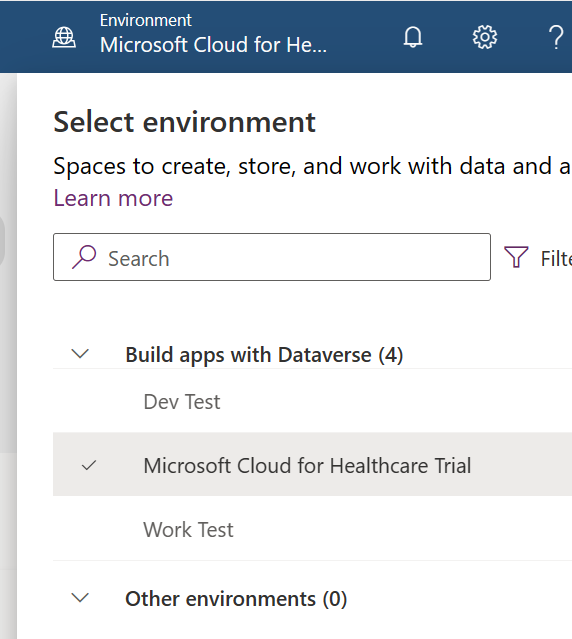 Environment
Microsoft Cloud for He...
Select environment
Spaces to create, store, and work with data and a
Learn more
Search
Filte
Build apps with Dataverse (4)
Dev Test
Microsoft Cloud for Healthcare Trial
Work Test
Other environments (0)